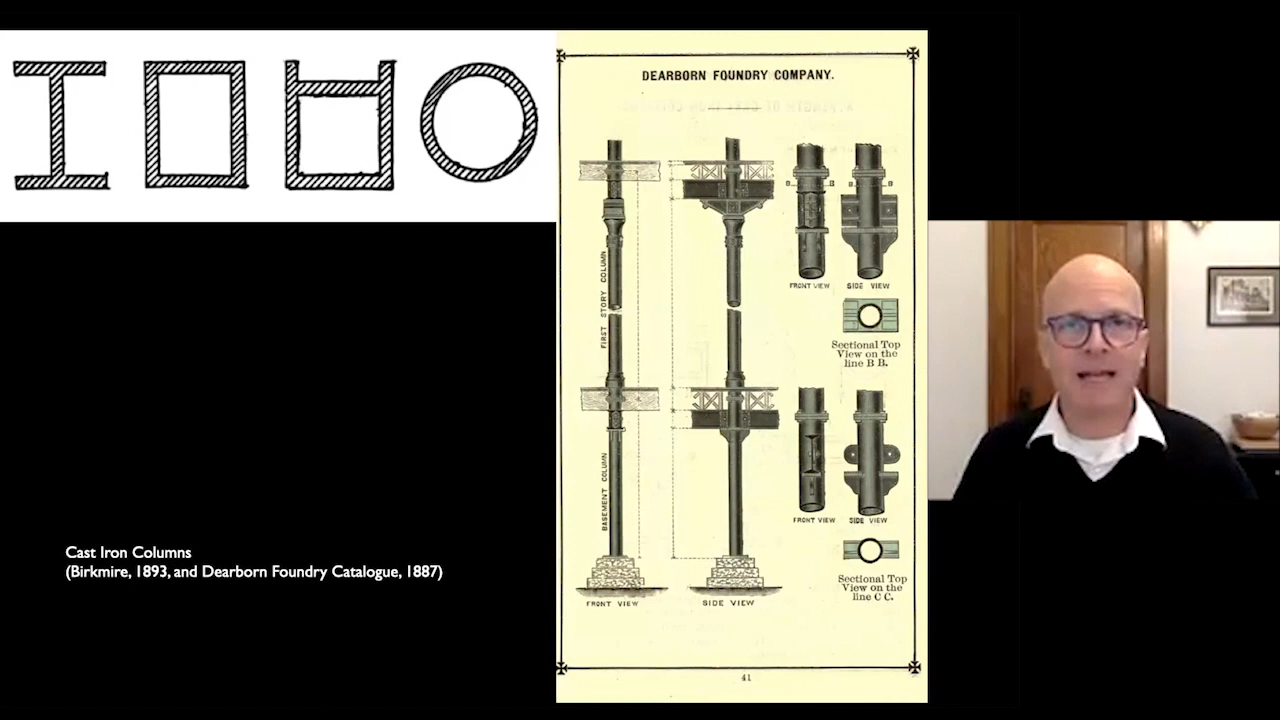 DEARBORN FOUNDRY COMPANY.
FIRST STORY COLUMN
BASEMENT COLUMN
FRONT VIEW
SIDE VIEW
B
B
B
B
FRONT VIEW
SIDE VIEW
Sectional Top
View on the
line B B.
FRONT VIEW
SIDE VIEW
Sectional Top
View on the
line C C.
41
Cast Iron Columns
(Birkmire, 1893, and Dearborn Foundry Catalogue, 1887)